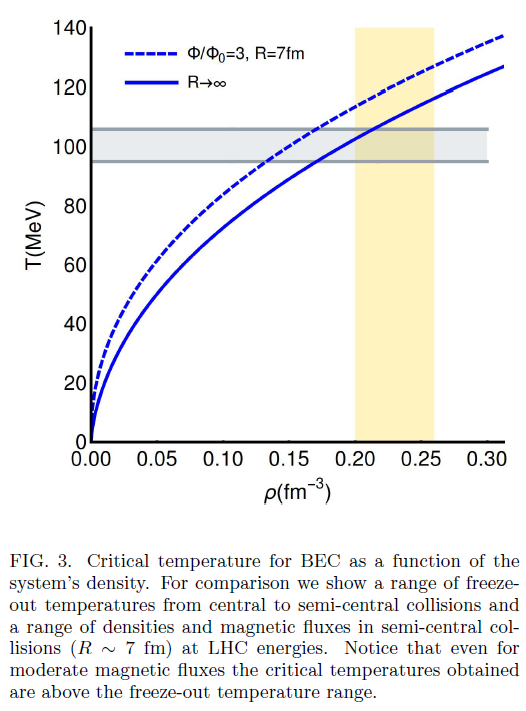 140
120
100
80
60
40
20
0
T(MeV)
Φ/Φ₀=3, R=7fm
R→∞
0.00 0.05 0.10 0.15 0.20 0.25 0.30
ρ(fm⁻³)
FIG. 3. Critical temperature for BEC as a function of the
system's density. For comparison we show a range of freeze-
out temperatures from central to semi-central collisions and
a range of densities and magnetic fluxes in semi-central col-
lisions (R ∼ 7 fm) at LHC energies. Notice that even for
moderate magnetic fluxes the critical temperatures obtained
are above the freeze-out temperature range.